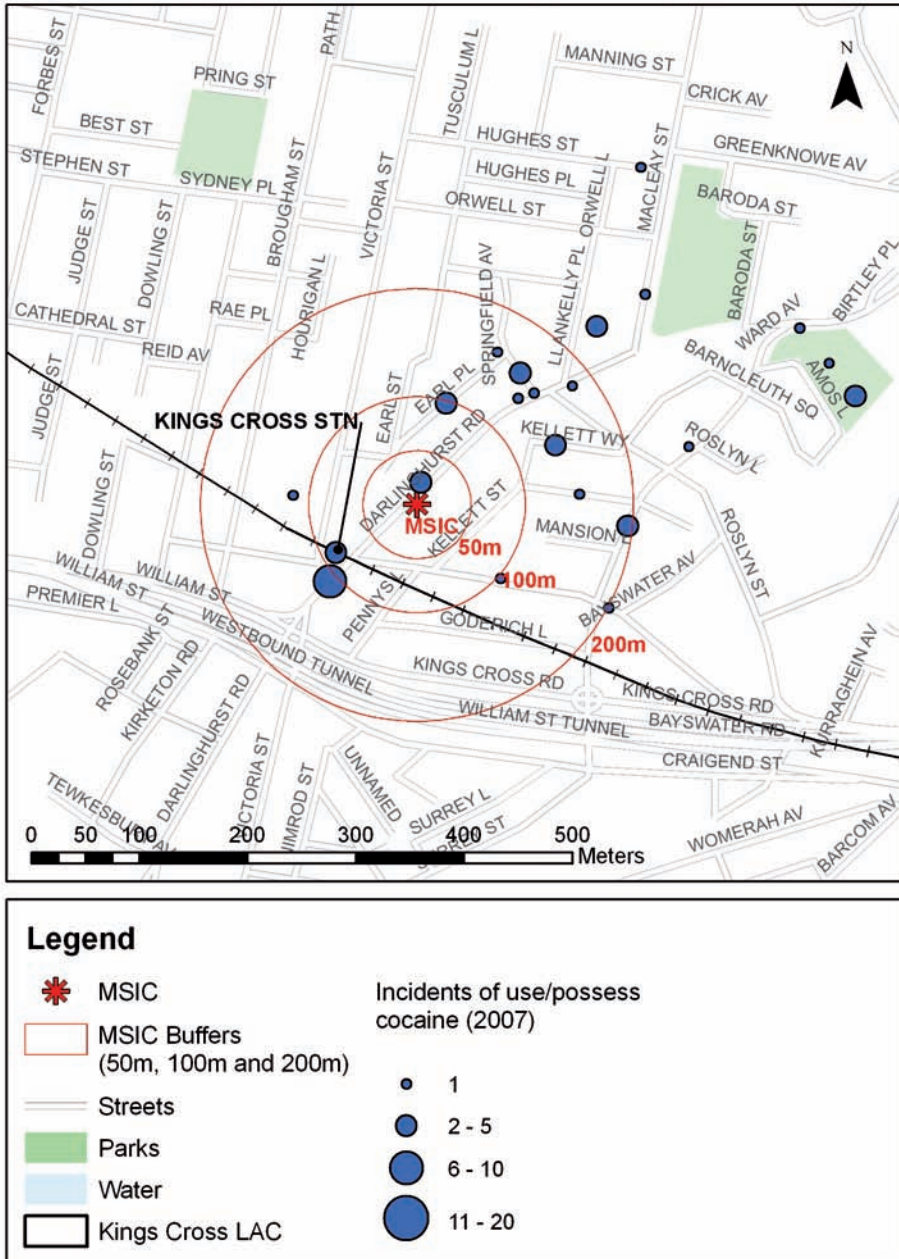 FORBES ST
PRING ST
PATH
TUSCULUM L
MANNING ST
N
CRICK AV
BEST ST
HUGHES ST
GREENKNOWE AV
STEPHEN ST
SYDNEY PL
HUGHES PL
ORWELL L
MACLEAY ST
BROUGHAM ST
VICTORIA ST
ORWELL ST
BARODA ST
JUDGE ST
DOWLING ST
HOURIGAN L
SPRINGFIELD AV
LLANKELLY PL
BARODA ST
WARD AV
BIRTLEY PL
CATHEDRAL ST
RAE PL
REID AV
JUDGE ST
EARL ST
EARL PL
BARNCLEUTH SQ
AMOS L
KINGS CROSS STN
DARLINGHURST RD
KELLETT WY
ROSLYN L
KELLETT ST
MSIC
50m
MANSION
DOWLING ST
100m
ROSLYN ST
BAYSWATER AV
WILLIAM ST
WILLIAM ST
PENNYS L
GODERICH L
200m
PREMIER L
WESTBOUND TUNNEL
ROSEBANK ST
KIRKETON RD
KINGS CROSS RD
KINGS CROSS RD
WILLIAM ST TUNNEL
BAYSWATER RD
KURRAGHEIN AV
DARLINGHURST RD
VICTORIA ST
CRAIGEND ST
UNNAMED
NIMROD ST
SURREY L
SURREY ST
WOMERAH AV
BARCOM AV
0 50 100 200 300 400 500
Meters
Legend
MSIC
MSIC Buffers
(50m, 100m and 200m)
Streets
Parks
Water
Kings Cross LAC
Incidents of use/possess
cocaine (2007)
1
2 - 5
6 - 10
11 - 20